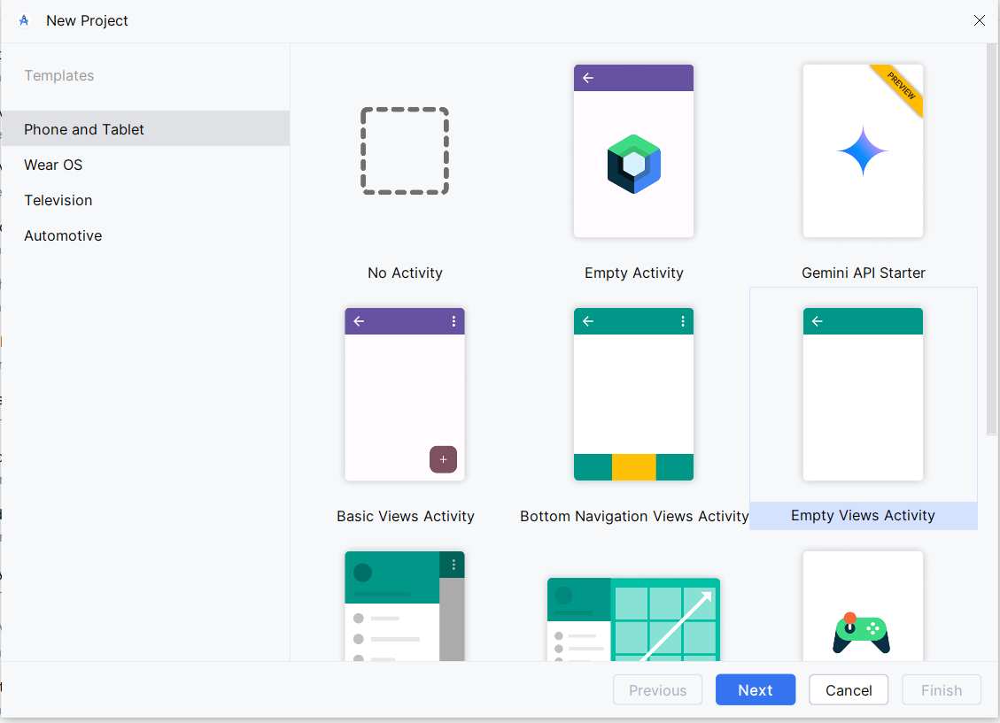 New Project
Templates
Phone and Tablet
Wear OS
Television
Automotive
No Activity
Empty Activity
PREVIEW
Gemini API Starter
Basic Views Activity
Bottom Navigation Views Activity
Empty Views Activity
Previous
Next
Cancel
Finish